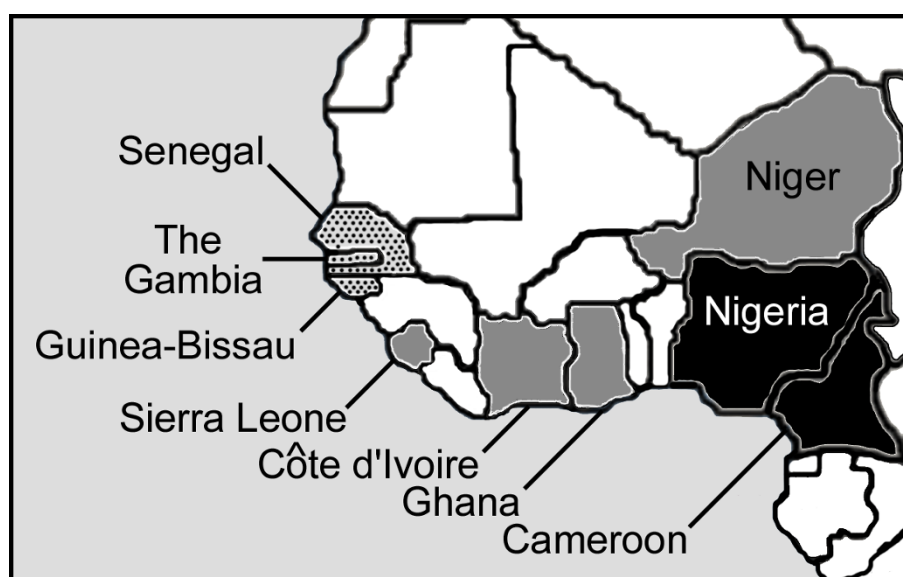 Senegal
Niger
The
Gambia
Nigeria
Guinea-Bissau
Sierra Leone
Côte d'Ivoire
Ghana
Cameroon